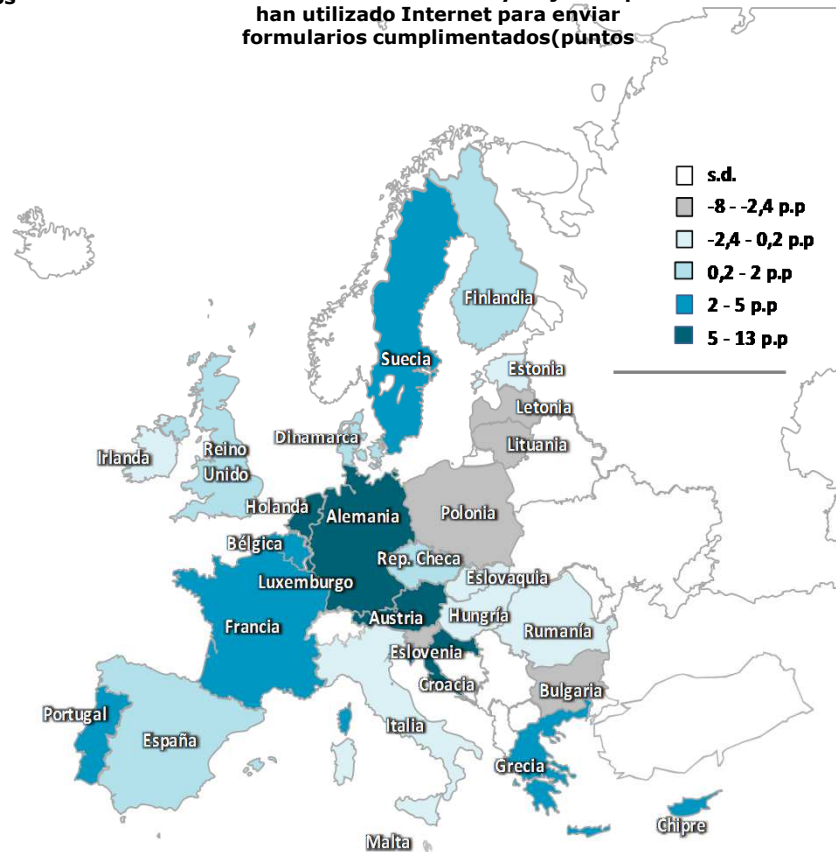 han utilizado Internet para enviar
formularios cumplimentados(puntos
s.d.
-8 - -2,4 p.p
-2,4 - 0,2 p.p
0,2 - 2 p.p
2 - 5 p.p
5 - 13 p.p
Finlandia
Suecia
Estonia
Letonia
Dinamarca
Lituania
Irlanda
Reino
Unido
Holanda
Alemania
Polonia
Bélgica
Rep. Checa
Luxemburgo
Eslovaquia
Austria
Hungría
Francia
Rumanía
Eslovenia
Croacia
Bulgaria
Portugal
España
Italia
Grecia
Chipre
Malta